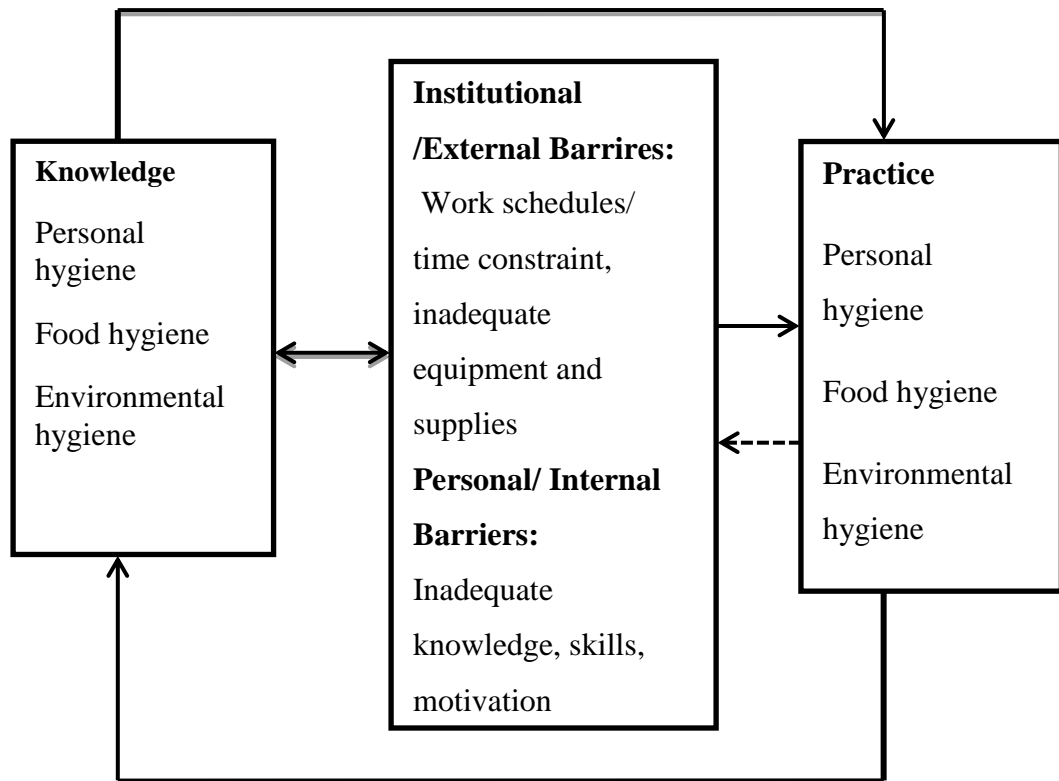 Knowledge
Personal
hygiene
Food hygiene
Environmental
hygiene
Institutional
/External Barrires:
Work schedules/
time constraint,
inadequate
equipment and
supplies
Personal/ Internal
Barriers:
Inadequate
knowledge, skills,
motivation
Practice
Personal
hygiene
Food hygiene
Environmental
hygiene